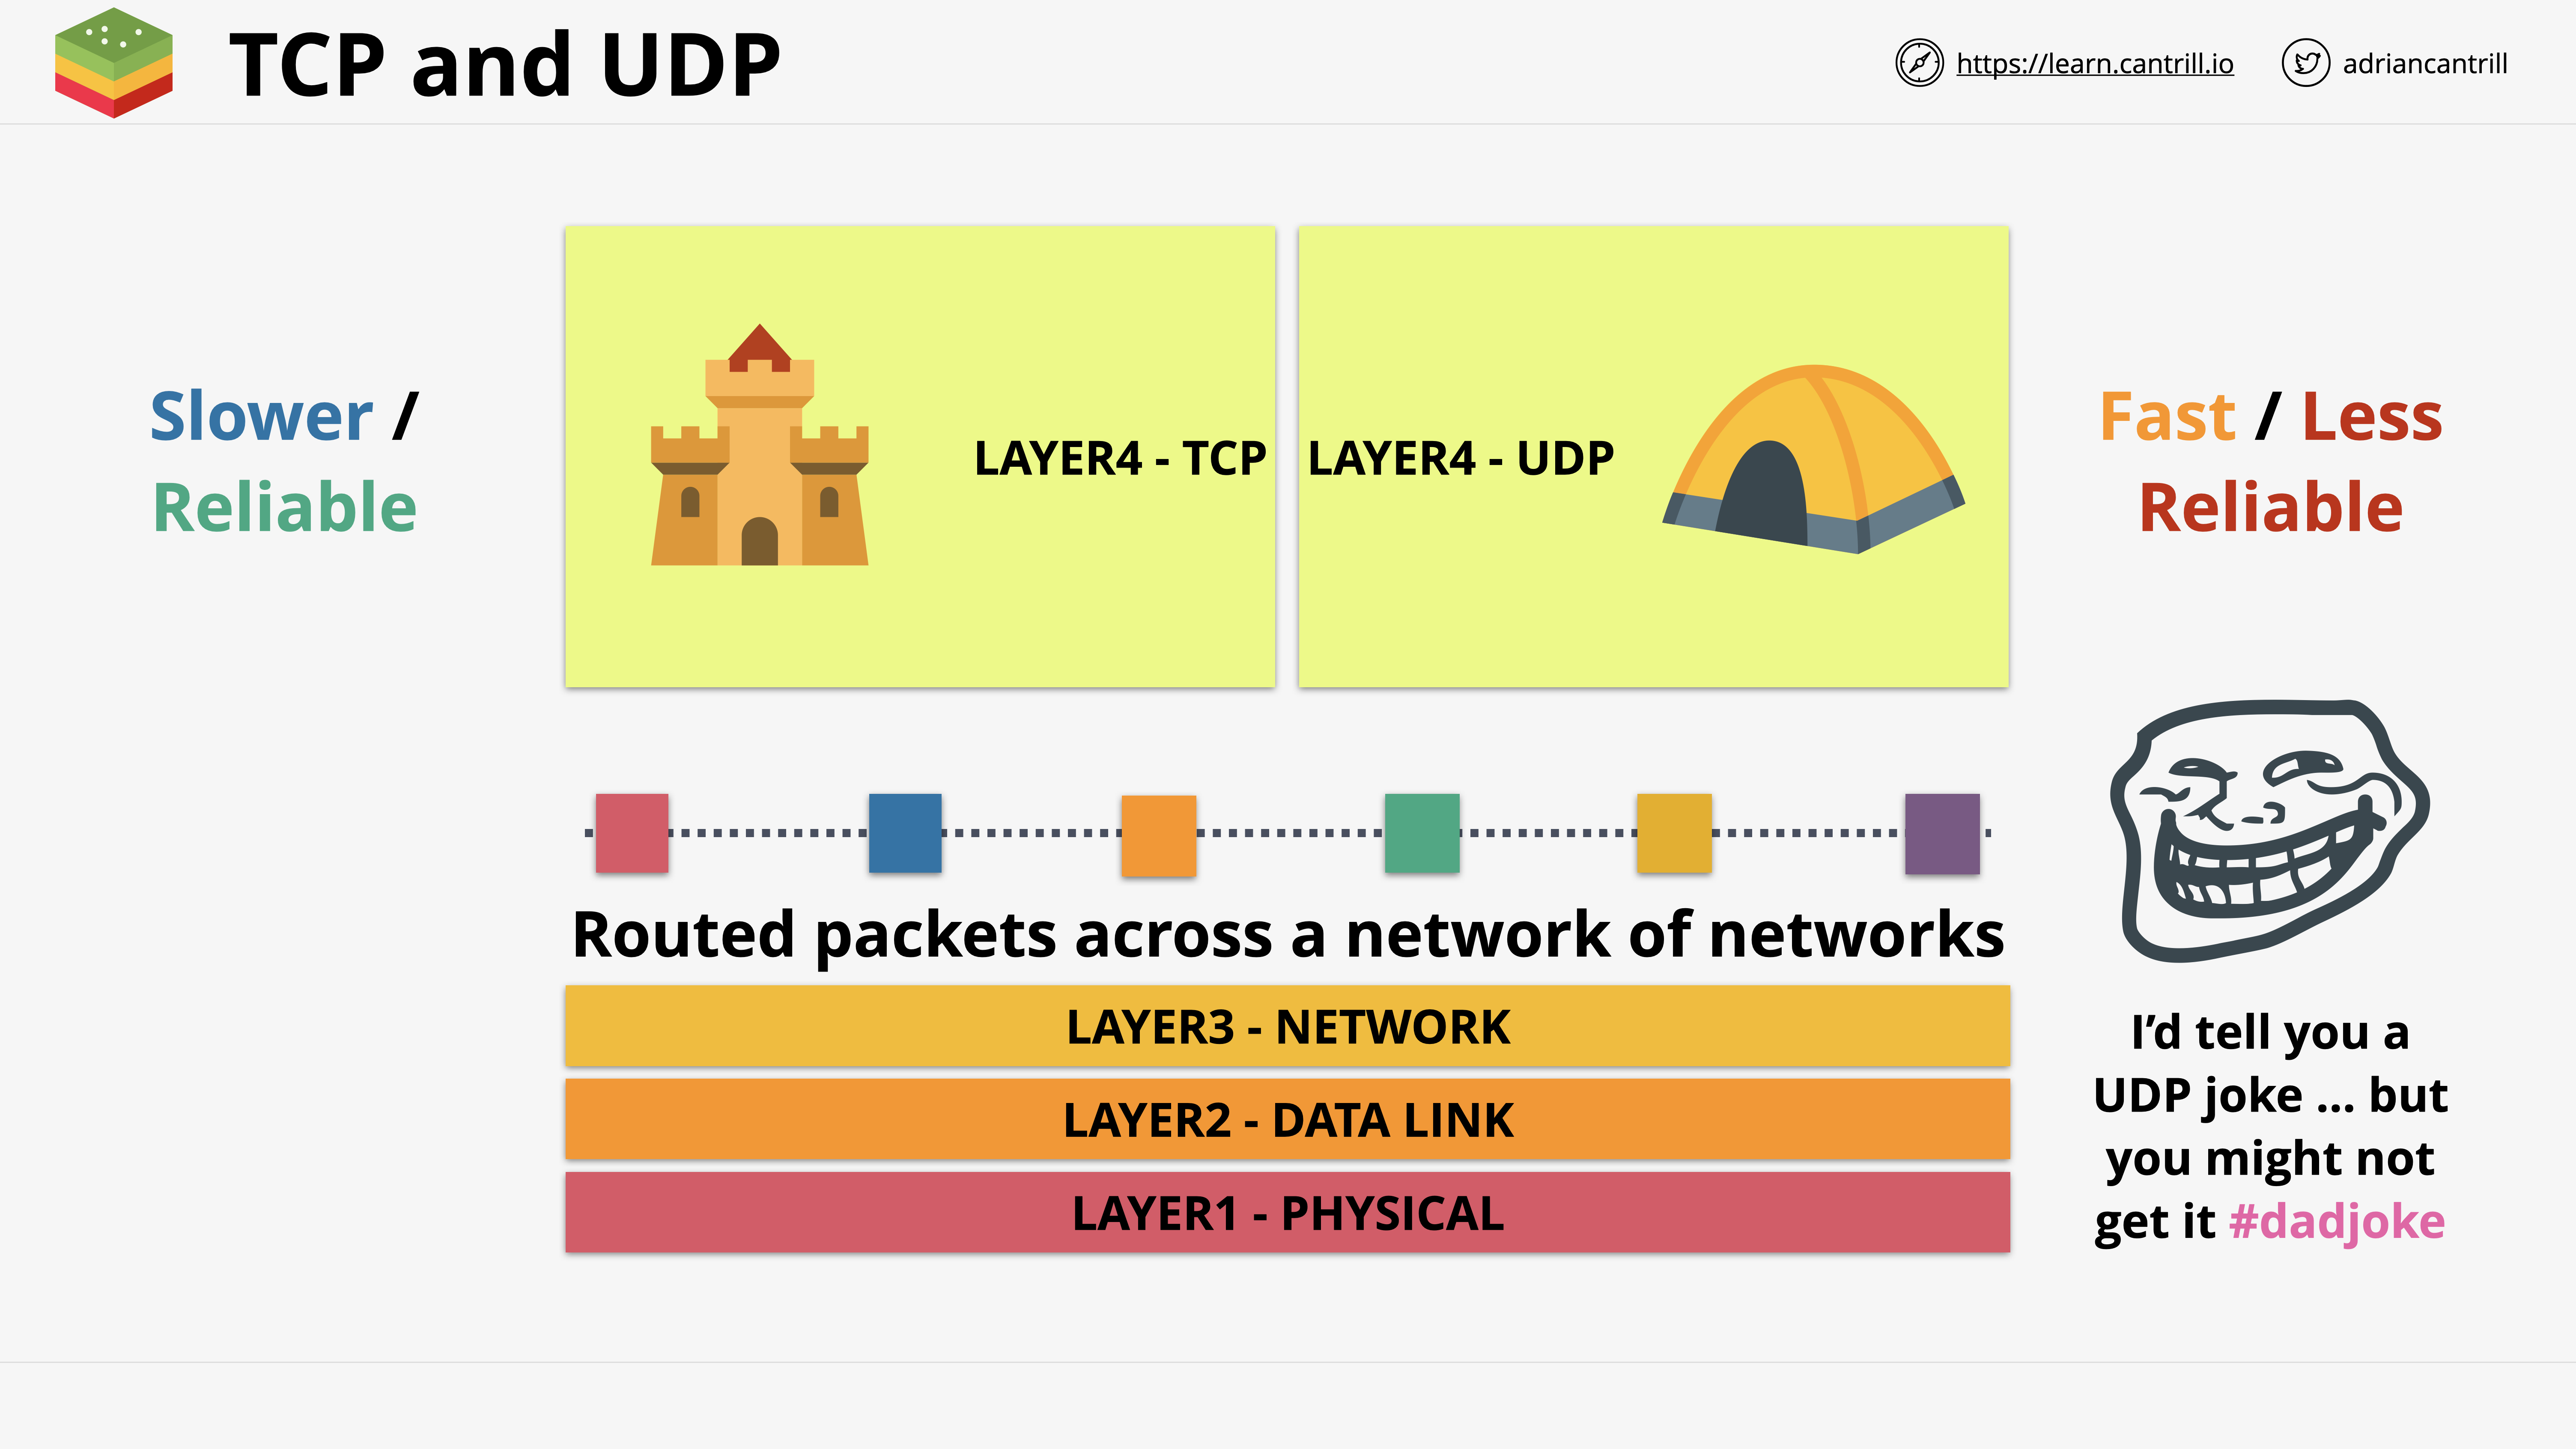 TCP and UDP
https://learn.cantrill.io
adriancantrill
Slower /
Reliable
LAYER4 - TCP
LAYER4 - UDP
Fast / Less
Reliable
Routed packets across a network of networks
LAYER3 - NETWORK
LAYER2 - DATA LINK
LAYER1 - PHYSICAL
I’d tell you a
UDP joke ... but
you might not
get it #dadjoke